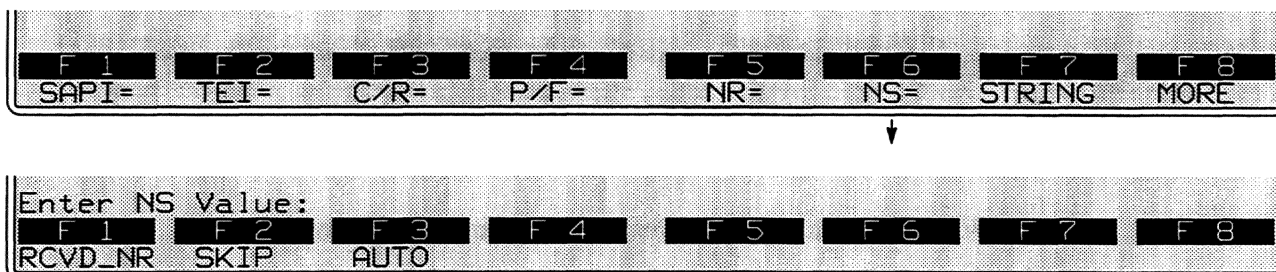 F 1 F 2 F 3 F 4 F 5 F 6 F 7 F 8
SAPI= TEI= C/R= P/F= NR= NS= STRING MORE
Enter NS Value:
F 1 F 2 F 3 F 4 F 5 F 6 F 7 F 8
RCVD_NR SKIP AUTO